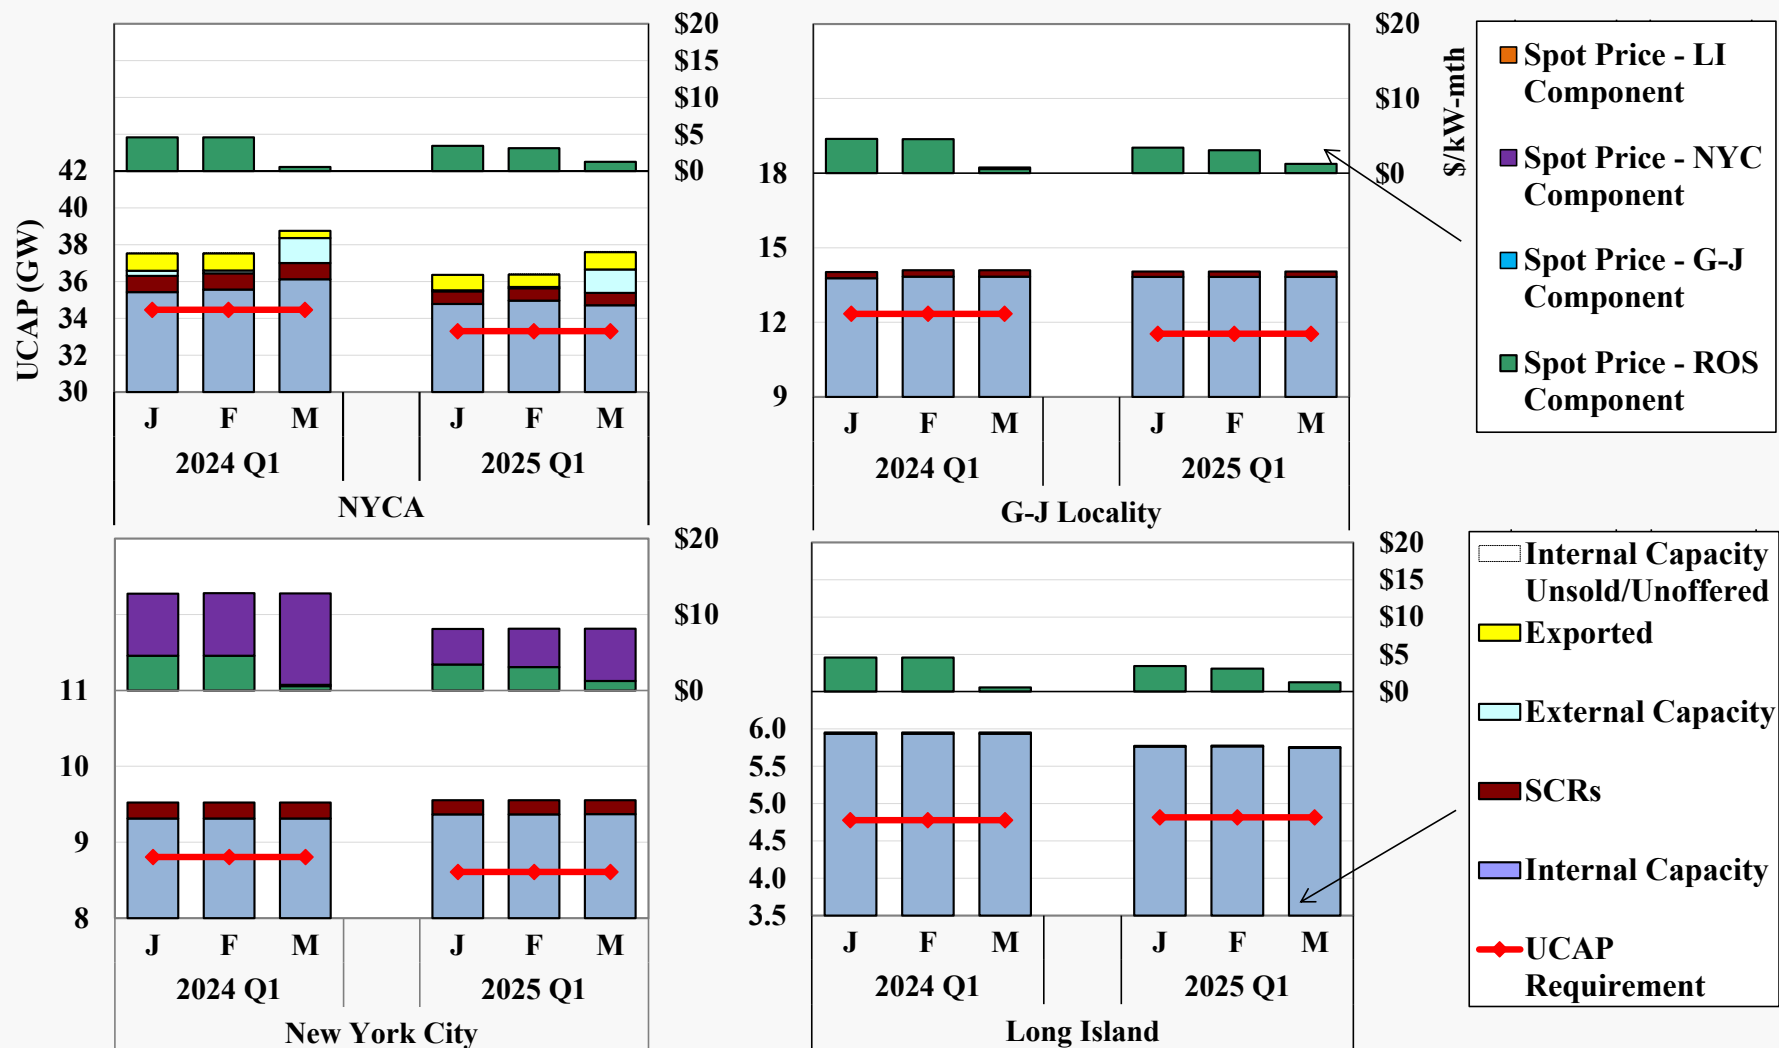 $20
$15
$10
$5
$0
42
40
38
36
34
32
30
UCAP (GW)
J F M J F M
2024 Q1 2025 Q1
NYCA
$20
$10
$0
$/kW-mth
18
15
12
9
J F M J F M
2024 Q1 2025 Q1
G-J Locality
Spot Price - LI
Component
Spot Price - NYC
Component
Spot Price - G-J
Component
Spot Price - ROS
Component
$20
$10
$0
11
10
9
8
J F M J F M
2024 Q1 2025 Q1
New York City
$20
$15
$10
$5
$0
6.0
5.5
5.0
4.5
4.0
3.5
J F M J F M
2024 Q1 2025 Q1
Long Island
Internal Capacity
Unsold/Unoffered
Exported
External Capacity
SCRs
Internal Capacity
UCAP
Requirement